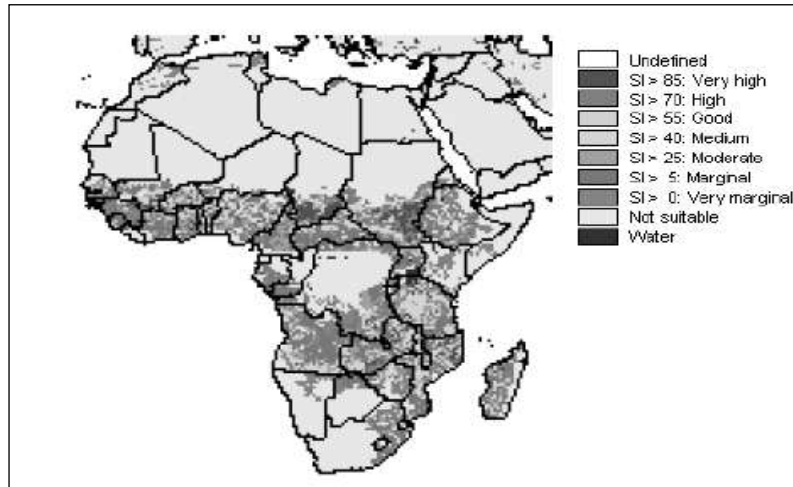 Undefined
SI > 85: Very high
SI > 70: High
SI > 55: Good
SI > 40: Medium
SI > 25: Moderate
SI > 5: Marginal
SI > 0: Very marginal
Not suitable
Water